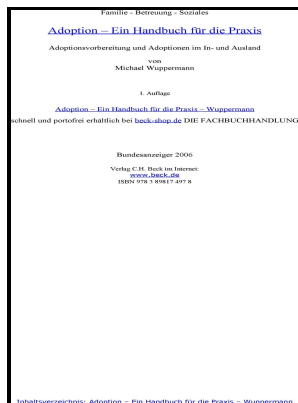 Familie - Betreuung - Soziales
Adoption – Ein Handbuch für die Praxis
Adoptionsvorbereitung und Adoptionen im In- und Ausland
von
Michael Wuppermann
1. Auflage
Adoption – Ein Handbuch für die Praxis – Wuppermann
schnell und portofrei erhältlich bei beck-shop.de DIE FACHBUCHHANDLUNG
Bundesanzeiger 2006
Verlag C.H. Beck im Internet:
www.beck.de
ISBN 978 3 89817 497 8
Inhaltsverzeichnis: Adoption – Ein Handbuch für die Praxis – Wuppermann